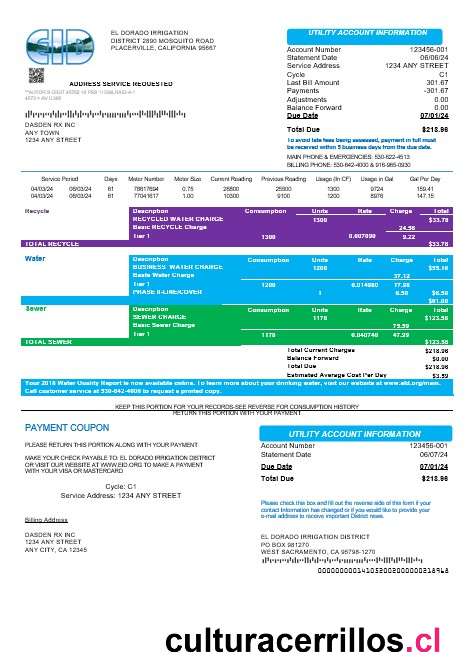 EID
EL DORADO IRRIGATION
DISTRICT 2890 MOSQUITO ROAD
PLACERVILLE, CALIFORNIA 95667
UTILITY ACCOUNT INFORMATION
Account Number 123456-001
Statement Date 06/06/24
Service Address 1234 ANY STREET
Cycle C1
Last Bill Amount 301.67
Payments -301.67
Adjustments 0.00
Balance Forward 0.00
Due Date 07/01/24
Total Due $218.96
To avoid late fees being assessed, payment in full must
be received within 5 business days from the due date.
MAIN PHONE & EMERGENCIES: 530-622-4513
BILLING PHONE: 530-642-4000 & 916-965-0930
ADDRESS SERVICE REQUESTED
DASDEN RX INC
ANY TOWN
1234 ANY STREET
Service Period Days Meter Number Meter Size Current Reading Previous Reading Usage (In CF) Usage in Gal Gal Per Day
04/03/24 06/03/24 61 78617694 0.75 26800 25500 1300 9724 159.41
04/03/24 06/03/24 61 77041617 1.00 10300 9100 1200 8976 147.15
Recycle Description Consumption Units Rate Charge Total
RECYCLED WATER CHARGE 1300 $33.78
Basic RECYCLE Charge 24.56
Tier 1 1300 9.22
TOTAL RECYCLE $33.78
Water Description Consumption Units Rate Charge Total
BUSINESS WATER CHARGE 1200
Basic Water Charge 37.12
Tier 1 1200
PHASE II-LINE/COVER 1 6.50 $6.50
Sewer Description Consumption Units Rate Charge Total
SEWER CHARGE 1176 $123.58
Basic Sewer Charge 75.59
Tier 1 1176 0.040740 47.99
TOTAL SEWER $123.58
Total Current Charges $218.96
Balance Forward $0.00
Total Due $218.96
Estimated Average Cost Per Day $3.59
Your 2018 Water Quality Report is now available online. To learn more about your drinking water, visit our website at www.eid.org/main.
Call customer service at 530-642-4000 to request a printed copy.
KEEP THIS PORTION FOR YOUR RECORDS-SEE REVERSE FOR CONSUMPTION HISTORY
RETURN THIS PORTION WITH YOUR PAYMENT
PAYMENT COUPON
PLEASE RETURN THIS PORTION ALONG WITH YOUR PAYMENT.
MAKE YOUR CHECK PAYABLE TO: EL DORADO IRRIGATION DISTRICT
OR VISIT OUR WEBSITE AT WWW.EID.ORG TO MAKE A PAYMENT
WITH YOUR VISA OR MASTERCARD
Cycle: C1
Service Address: 1234 ANY STREET
Billing Address
DASDEN RX INC
1234 ANY STREET
ANY CITY, CA 12345
UTILITY ACCOUNT INFORMATION
Account Number 123456-001
Statement Date 06/07/24
Due Date 07/01/24
Total Due $218.96
Please check this box and fill out the reverse side of this form if your
contact information has changed or if you would like to provide your
e-mail address to receive important District news.
EL DORADO IRRIGATION DISTRICT
PO BOX 981270
WEST SACRAMENTO, CA 95798-1270
culturacerrillos.cl